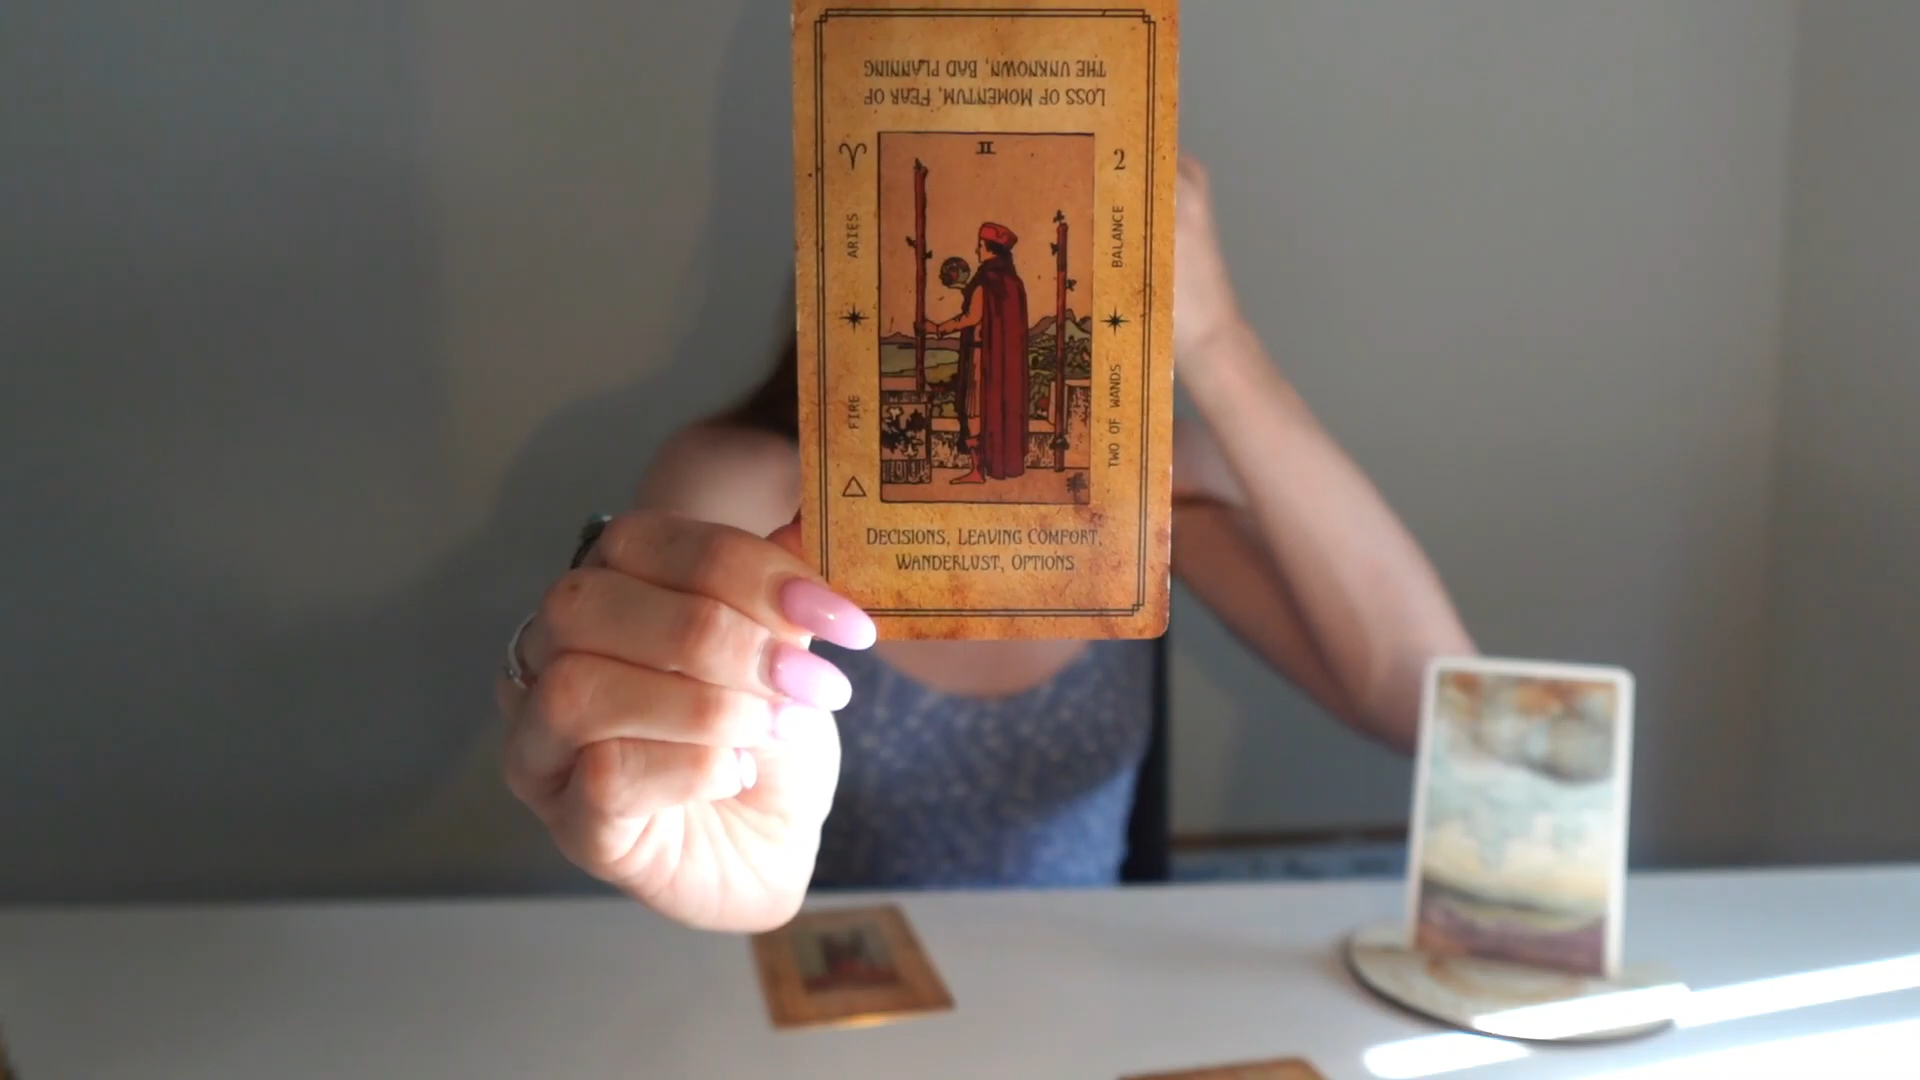 LOSS OF MOMENTUM, FEAR OF
THE UNKNOWN, BAD PLANNING
II
2
ARIES
BALANCE
FIRE
TWO OF WANDS
DECISIONS, LEAVING COMFORT,
WANDERLUST, OPTIONS